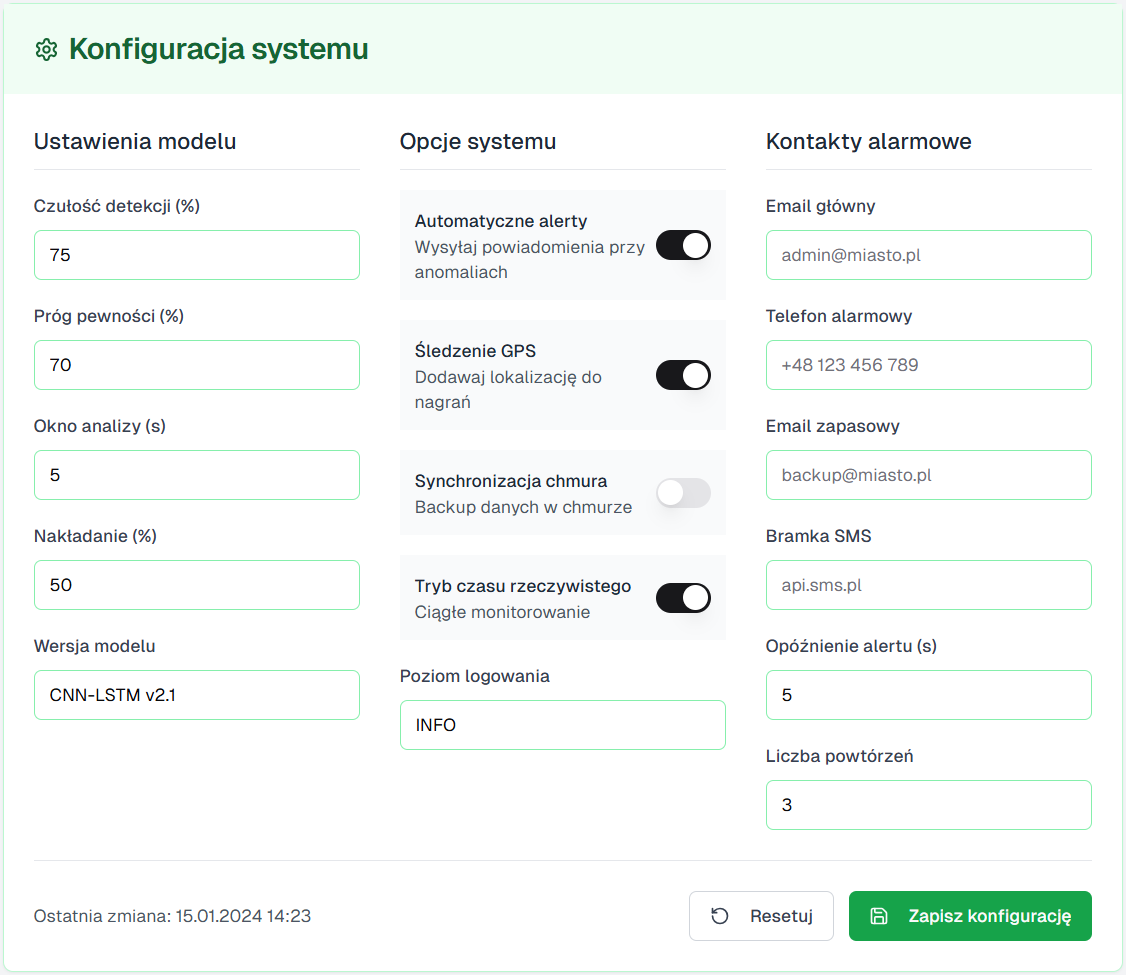 Konfiguracja systemu
Ustawienia modelu
Czułość detekcji (%)
75
Próg pewności (%)
70
Okno analizy (s)
5
Nakładanie (%)
50
Wersja modelu
CNN-LSTM v2.1
Opcje systemu
Automatyczne alerty
Wysyłaj powiadomienia przy
anomaliach
Śledzenie GPS
Dodawaj lokalizację do
nagrań
Synchronizacja chmura
Backup danych w chmurze
Tryb czasu rzeczywistego
Ciągłe monitorowanie
Poziom logowania
INFO
Kontakty alarmowe
Email główny
admin@miasto.pl
Telefon alarmowy
+48 123 456 789
Email zapasowy
backup@miasto.pl
Bramka SMS
api.sms.pl
Opóźnienie alertu (s)
5
Liczba powtórzeń
3
Ostatnia zmiana: 15.01.2024 14:23
Resetuj
Zapisz konfigurację